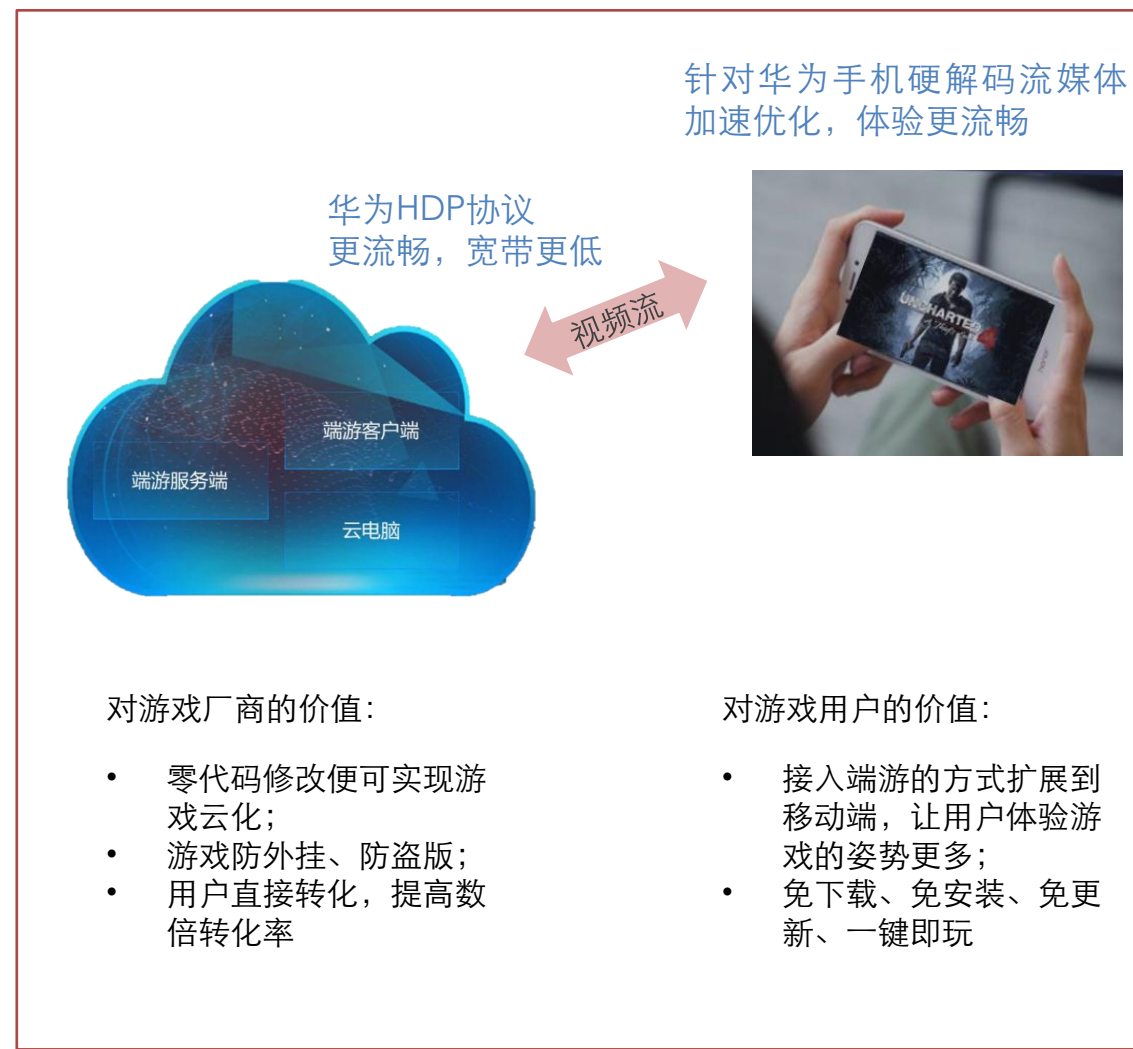 针对华为手机硬解码流媒体
加速优化，体验更流畅
华为HDP协议
更流畅，宽带更低
视频流
UNCHARTED 4
honor
端游客户端
端游服务端
云电脑
对游戏厂商的价值：
• 零代码修改便可实现游
戏云化；
• 游戏防外挂、防盗版；
• 用户直接转化，提高数
倍转化率
对游戏用户的价值：
• 接入端游的方式扩展到
移动端，让用户体验游
戏的姿势更多；
• 免下载、免安装、免更
新、一键即玩